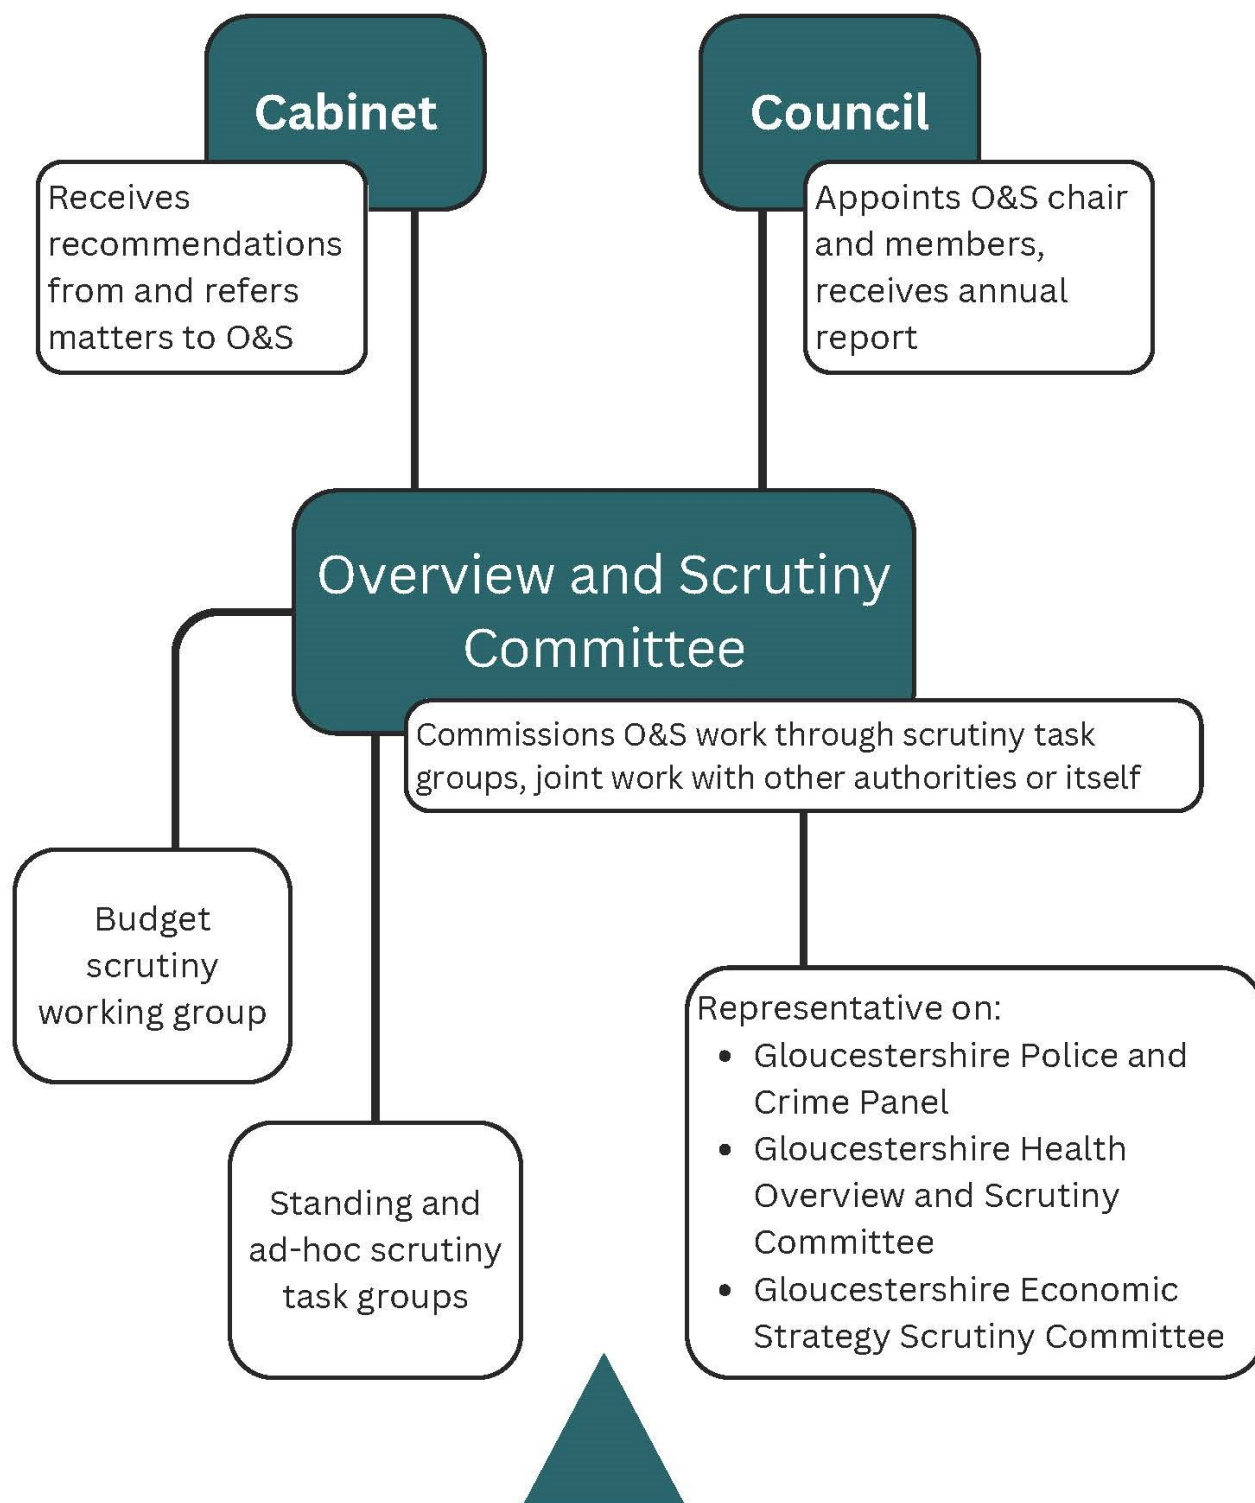 Cabinet
Receives
recommendations
from and refers
matters to O&S
Council
Appoints O&S chair
and members,
receives annual
report
Overview and Scrutiny
Committee
Commissions O&S work through scrutiny task
groups, joint work with other authorities or itself
Budget
scrutiny
working group
Standing and
ad-hoc scrutiny
task groups
Representative on:
• Gloucestershire Police and
Crime Panel
• Gloucestershire Health
Overview and Scrutiny
Committee
• Gloucestershire Economic
Strategy Scrutiny Committee